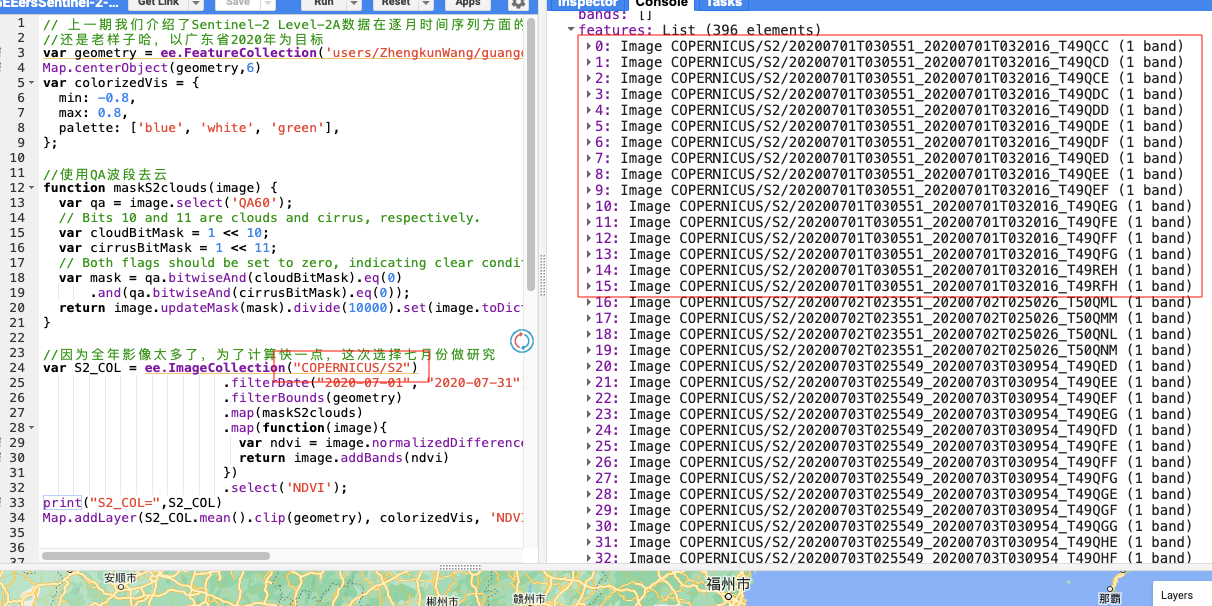 GEEersSentinel-2-...
Get Link
Save
Run
Reset
Apps
Inspector
Console
Tasks
1 // 上一期我们介绍了Sentinel-2 Level-2A数据在逐月时间序列方面的
2 //还是老样子哈，以广东省2020年为目标
3 var geometry = ee.FeatureCollection('users/ZhengkunWang/guangd
4 Map.centerObject(geometry,6)
5 var colorizedVis = {
6 min: -0.8,
7 max: 0.8,
8 palette: ['blue', 'white', 'green'],
9 };
10
11 //使用QA波段去云
12 function maskS2clouds(image) {
13 var qa = image.select('QA60');
14 // Bits 10 and 11 are clouds and cirrus, respectively.
15 var cloudBitMask = 1 << 10;
16 var cirrusBitMask = 1 << 11;
17 // Both flags should be set to zero, indicating clear condit
18 var mask = qa.bitwiseAnd(cloudBitMask).eq(0)
19 .and(qa.bitwiseAnd(cirrusBitMask).eq(0));
20 return image.updateMask(mask).divide(10000).set(image.toDict
21 }
22
23 //因为全年影像太多了，为了计算快一点，这次选择七月份做研究
24 var S2_COL = ee.ImageCollection("COPERNICUS/S2")
25 .filterDate("2020-07-01", "2020-07-31"
26 .filterBounds(geometry)
27 .map(maskS2clouds)
28 .map(function(image){
29 var ndvi = image.normalizedDifference
30 return image.addBands(ndvi)
31 })
32 .select('NDVI');
33 print("S2_COL=",S2_COL)
34 Map.addLayer(S2_COL.mean().clip(geometry), colorizedVis, 'NDVI
35
36
37
bands: []
features: List (396 elements)
0: Image COPERNICUS/S2/20200701T030551_20200701T032016_T49QCC (1 band)
1: Image COPERNICUS/S2/20200701T030551_20200701T032016_T49QCD (1 band)
2: Image COPERNICUS/S2/20200701T030551_20200701T032016_T49QCE (1 band)
3: Image COPERNICUS/S2/20200701T030551_20200701T032016_T49QDC (1 band)
4: Image COPERNICUS/S2/20200701T030551_20200701T032016_T49QDD (1 band)
5: Image COPERNICUS/S2/20200701T030551_20200701T032016_T49QDE (1 band)
6: Image COPERNICUS/S2/20200701T030551_20200701T032016_T49QDF (1 band)
7: Image COPERNICUS/S2/20200701T030551_20200701T032016_T49QED (1 band)
8: Image COPERNICUS/S2/20200701T030551_20200701T032016_T49QEE (1 band)
9: Image COPERNICUS/S2/20200701T030551_20200701T032016_T49QEF (1 band)
10: Image COPERNICUS/S2/20200701T030551_20200701T032016_T49QEG (1 band)
11: Image COPERNICUS/S2/20200701T030551_20200701T032016_T49QFE (1 band)
12: Image COPERNICUS/S2/20200701T030551_20200701T032016_T49QFF (1 band)
13: Image COPERNICUS/S2/20200701T030551_20200701T032016_T49QFG (1 band)
14: Image COPERNICUS/S2/20200701T030551_20200701T032016_T49REH (1 band)
15: Image COPERNICUS/S2/20200701T030551_20200701T032016_T49RFH (1 band)
16: Image COPERNICUS/S2/20200702T023551_20200702T025026_T50QML (1 band)
17: Image COPERNICUS/S2/20200702T023551_20200702T025026_T50QMM (1 band)
18: Image COPERNICUS/S2/20200702T023551_20200702T025026_T50QNL (1 band)
19: Image COPERNICUS/S2/20200702T023551_20200702T025026_T50QNM (1 band)
20: Image COPERNICUS/S2/20200703T025549_20200703T030954_T49QED (1 band)
21: Image COPERNICUS/S2/20200703T025549_20200703T030954_T49QEE (1 band)
22: Image COPERNICUS/S2/20200703T025549_20200703T030954_T49QEF (1 band)
23: Image COPERNICUS/S2/20200703T025549_20200703T030954_T49QEG (1 band)
24: Image COPERNICUS/S2/20200703T025549_20200703T030954_T49QFD (1 band)
25: Image COPERNICUS/S2/20200703T025549_20200703T030954_T49QFE (1 band)
26: Image COPERNICUS/S2/20200703T025549_20200703T030954_T49QFF (1 band)
27: Image COPERNICUS/S2/20200703T025549_20200703T030954_T49QFG (1 band)
28: Image COPERNICUS/S2/20200703T025549_20200703T030954_T49QGE (1 band)
29: Image COPERNICUS/S2/20200703T025549_20200703T030954_T49QGF (1 band)
30: Image COPERNICUS/S2/20200703T025549_20200703T030954_T49QGG (1 band)
31: Image COPERNICUS/S2/20200703T025549_20200703T030954_T49QHE (1 band)
32: Image COPERNICUS/S2/20200703T025549_20200703T030954_T49QHF (1 band)
安顺市
郴州市
赣州市
福州市
那覇
Layers